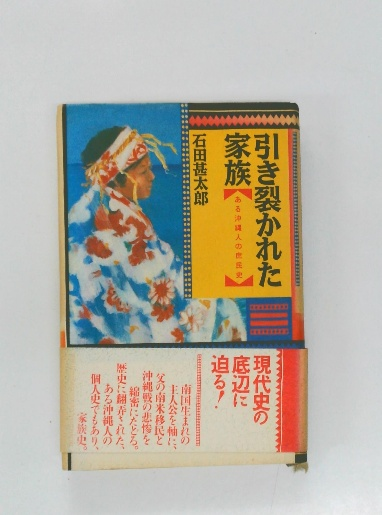 引き裂かれた
家族
【ある沖縄人の庶民史】
石田甚太郎
現代史の
底辺に
迫る!
南国生まれの
主人公を軸に、
父の南米移民と
沖縄戦の悲惨を
綿密にたどる。
歴史に翻弄された、
ある沖縄人の
個人史でもあり、
家族史。